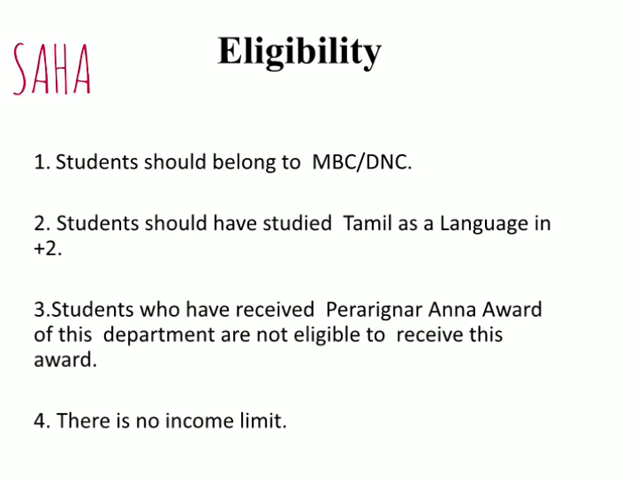 Eligibility
SAHA
1. Students should belong to MBC/DNC.
2. Students should have studied Tamil as a Language in
+2.
3.Students who have received Perarignar Anna Award
of this department are not eligible to receive this
award.
4. There is no income limit.